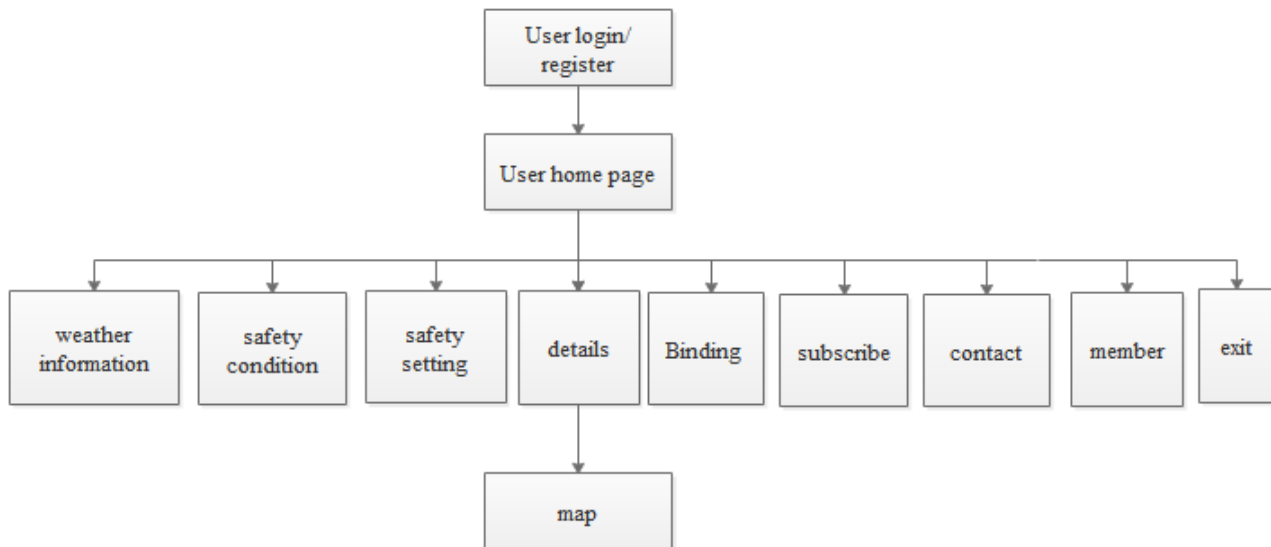 User login/
register
User home page
weather
information
safety
condition
safety
setting
details
Binding
subscribe
contact
member
exit
map